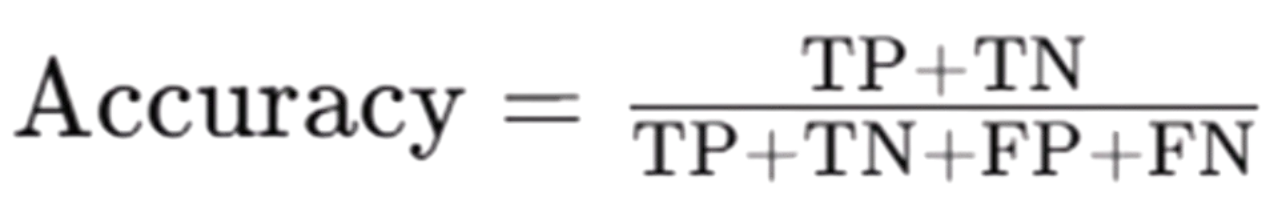 Accuracy = TP+TN
TP+TN+FP+FN